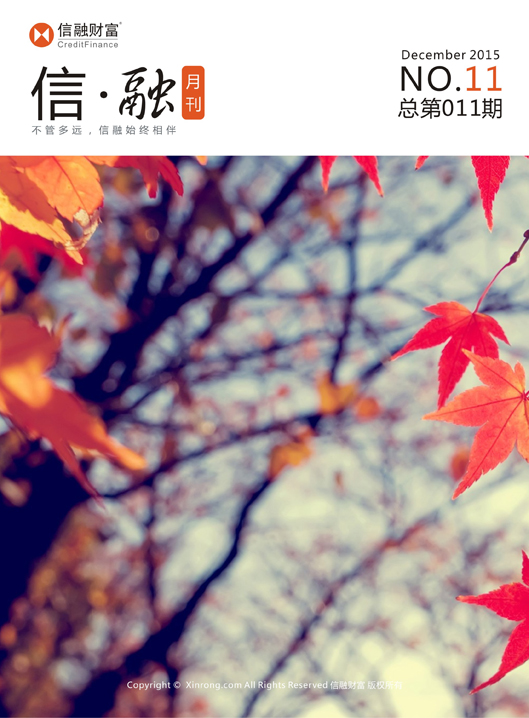 信融财富®
CreditFinance
信·融 月刊
不管多远，信融始终相伴
December 2015
NO.11
总第011期
Copyright © Xinrong.com All Rights Reserved 信融财富 版权所有